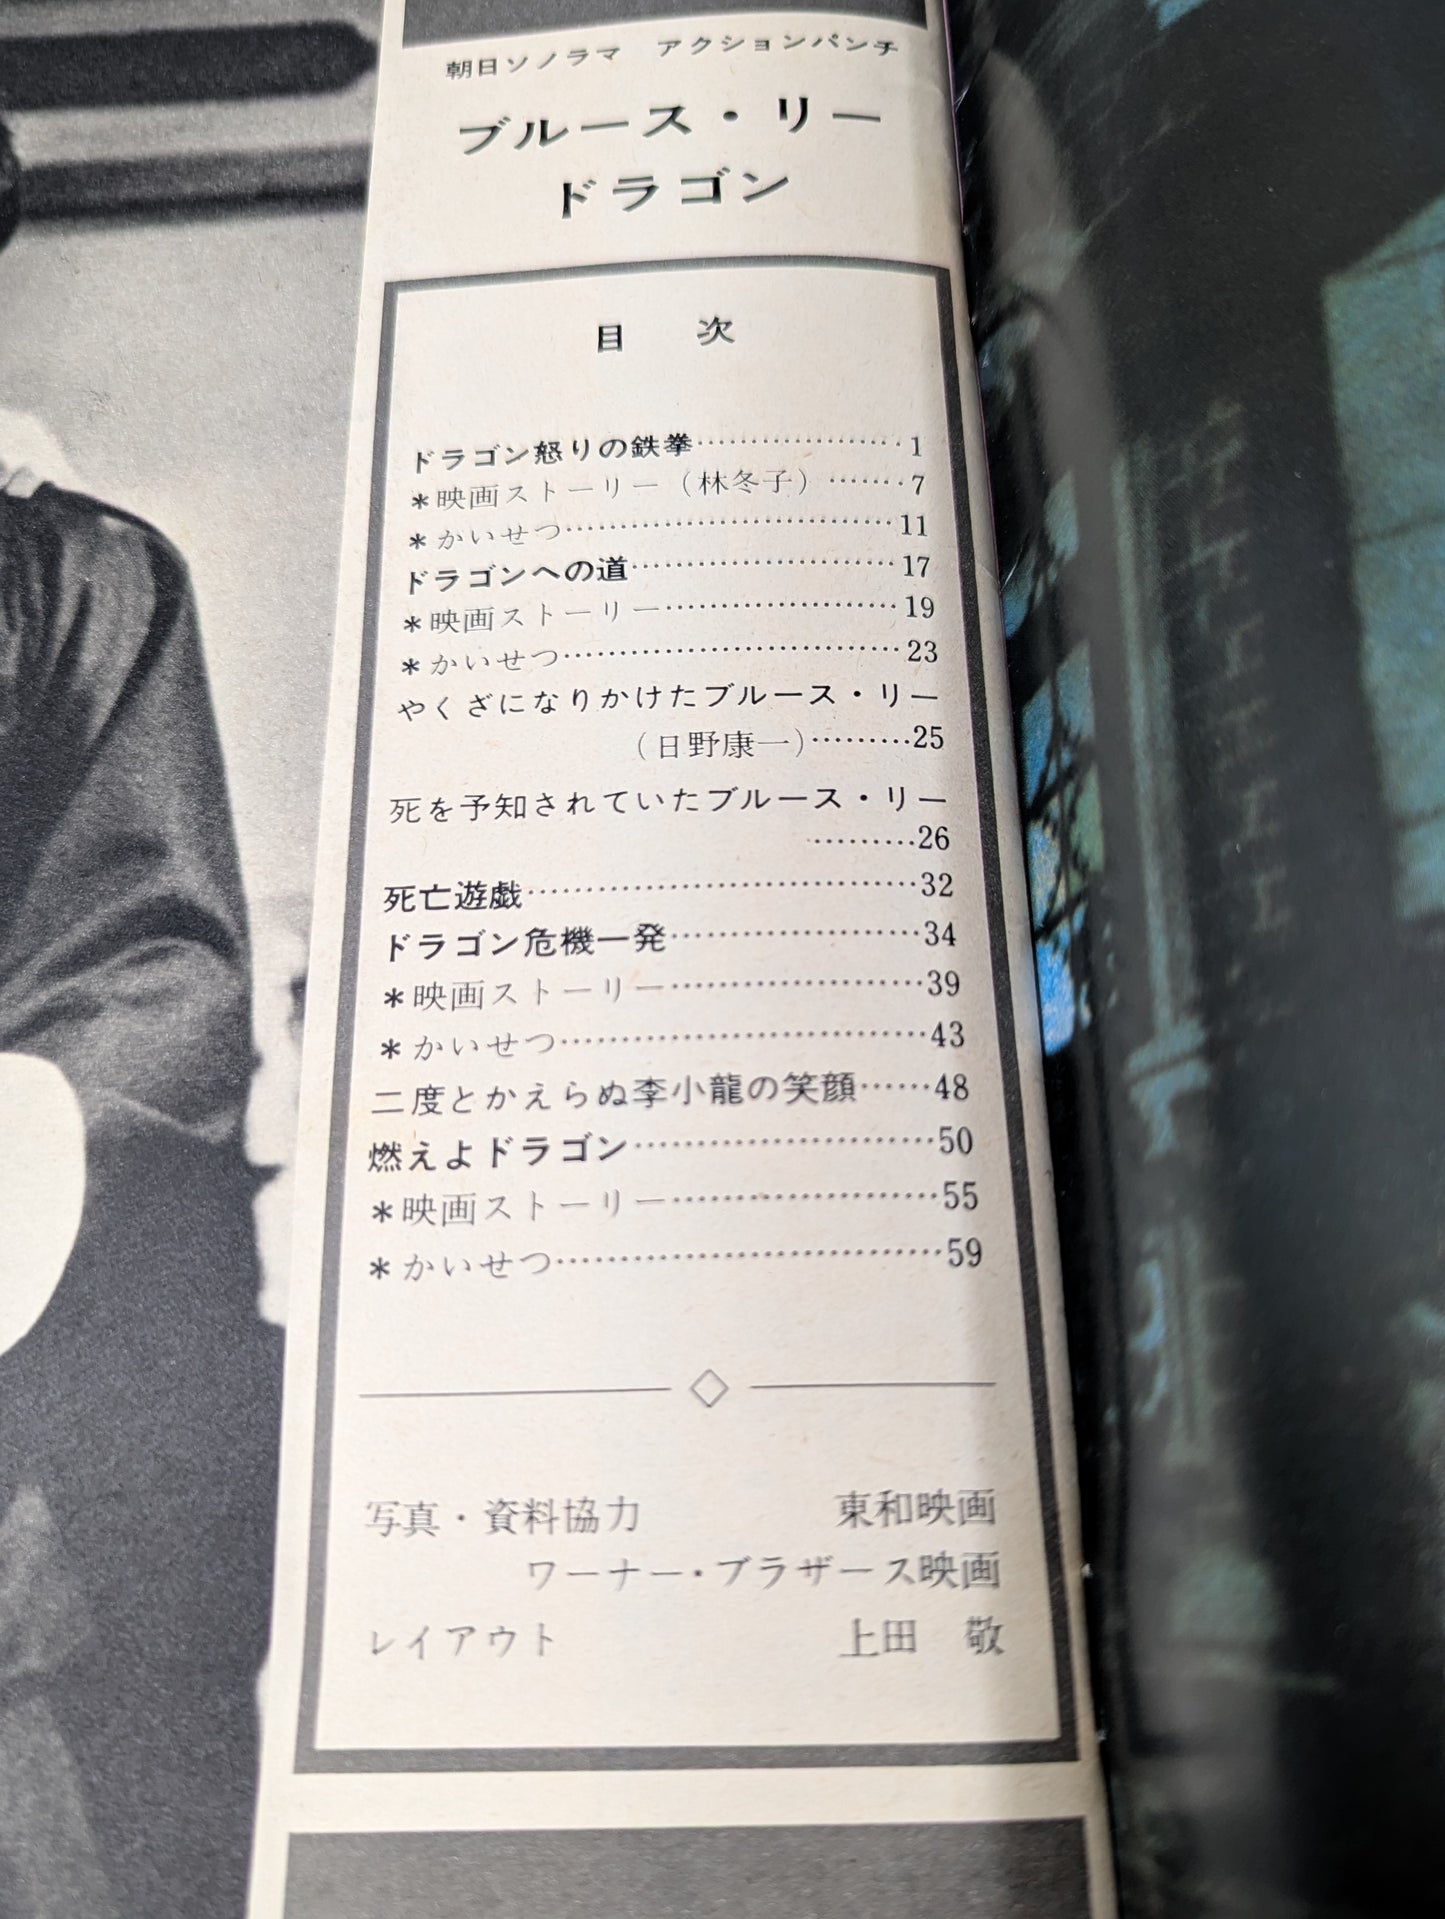 朝日ソノラマ　アクションパンチ
ブルース・リー
ドラゴン
目　次
ドラゴン怒りの鉄拳…………………1
＊映画ストーリー（林冬子）………7
＊かいせつ………………………………11
ドラゴンへの道………………………17
＊映画ストーリー……………………19
＊かいせつ………………………………23
やくざになりかけたブルース・リー
（日野康一）………25
死を予知されていたブルース・リー
………26
死亡遊戯…………………………………32
ドラゴン危機一発……………………34
＊映画ストーリー……………………39
＊かいせつ………………………………43
二度とかえらぬ李小龍の笑顔……48
燃えよドラゴン………………………50
＊映画ストーリー……………………55
＊かいせつ………………………………59
写真・資料協力　東和映画
ワーナー・ブラザース映画
レイアウト　上田　敬